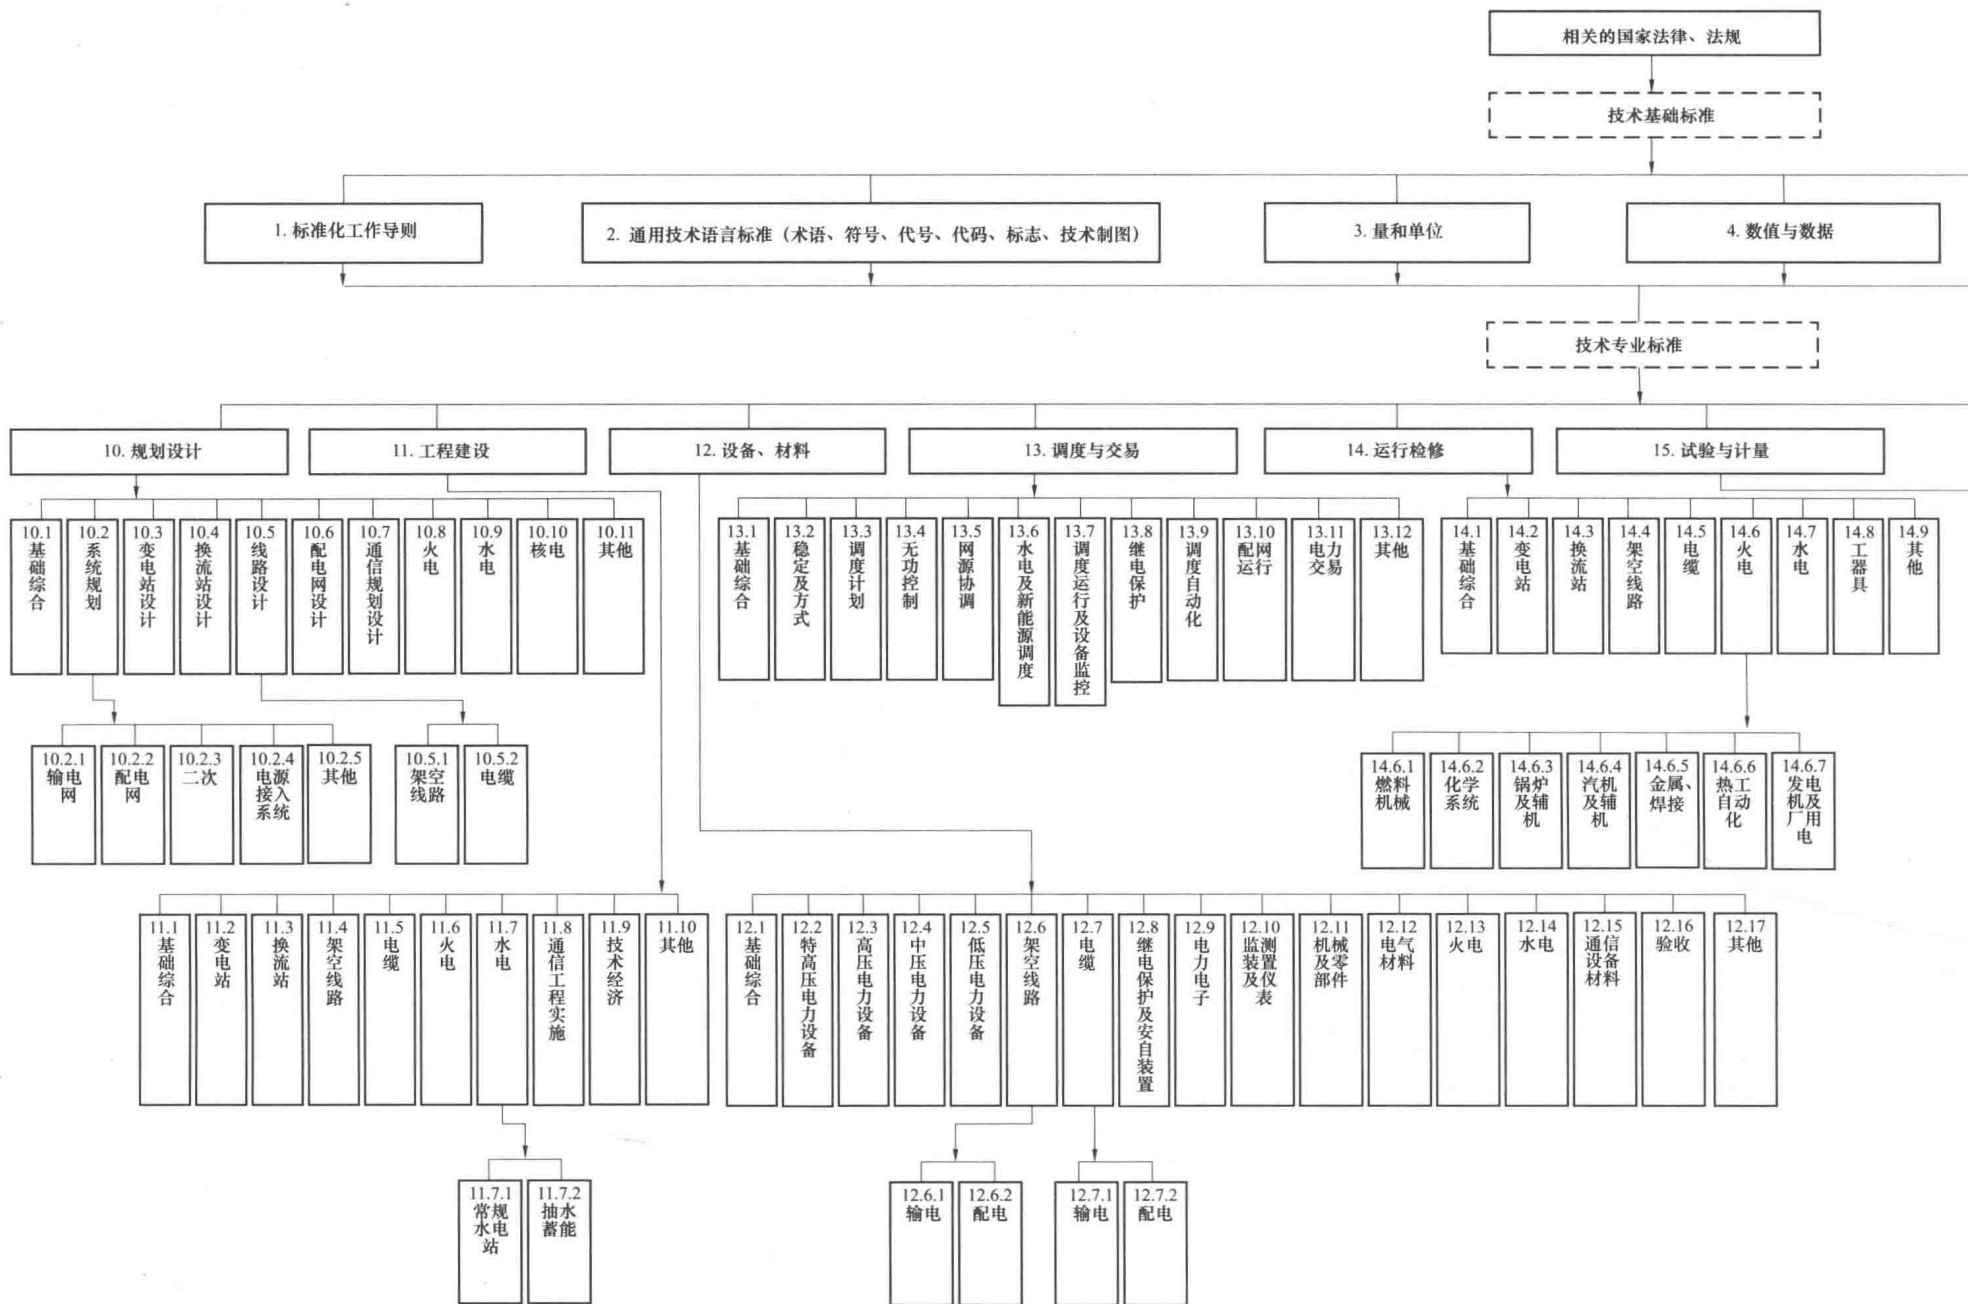 相关的国家法律、法规
技术基础标准
1. 标准化工作导则
2. 通用技术语言标准（术语、符号、代号、代码、标志、技术制图）
3. 量和单位
4. 数值与数据
技术专业标准
10. 规划设计
11. 工程建设
12. 设备、材料
13. 调度与交易
14. 运行检修
15. 试验与计量
10.1
基础综合
10.2
系统规划
10.3
变电站设计
10.4
换流站设计
10.5
线路设计
10.6
配电网设计
10.7
通信规划设计
10.8
火电
10.9
水电
10.10
核电
10.11
其他
13.1
基础综合
13.2
稳定及方式
13.3
调度计划
13.4
无功控制
13.5
网源协调
13.6
水电及新能源调度
13.7
调度运行及设备监控
13.8
继电保护
13.9
调度自动化
13.10
配网
运行
13.11
电力
交易
13.12
其他
14.1
基础综合
14.2
变电站
14.3
换流站
14.4
架空线路
14.5
电缆
14.6
火电
14.7
水电
14.8
工器具
14.9
其他
10.2.1
输电
网
10.2.2
配电
网
10.2.3
二次
10.2.4
电源
接入
系统
10.2.5
其他
10.5.1
架空
线路
10.5.2
电缆
14.6.1
燃料
机械
14.6.2
化学
系统
14.6.3
锅炉
及辅
机
14.6.4
汽机
及辅
机
14.6.5
金属、
焊接
14.6.6
热工
自动
化
14.6.7
发电
机及
厂用
电
11.1
基础综合
11.2
变电站
11.3
换流站
11.4
架空线路
11.5
电缆
11.6
火电
11.7
水电
11.8
通信工程实施
11.9
技术经济
11.10
其他
12.1
基础综合
12.2
特高压电力设备
12.3
高压电力设备
12.4
中压电力设备
12.5
低压电力设备
12.6
架空线路
12.7
电缆
12.8
继电保护及安自装置
12.9
电力电子
12.10
监测
装置
及仪
表
12.11
机械
及零
部件
12.12
电气
材料
12.13
火电
12.14
水电
12.15
通信
设备
材料
12.16
验收
12.17
其他
11.7.1
常规
水电
站
11.7.2
抽水
蓄能
12.6.1
输电
12.6.2
配电
12.7.1
输电
12.7.2
配电